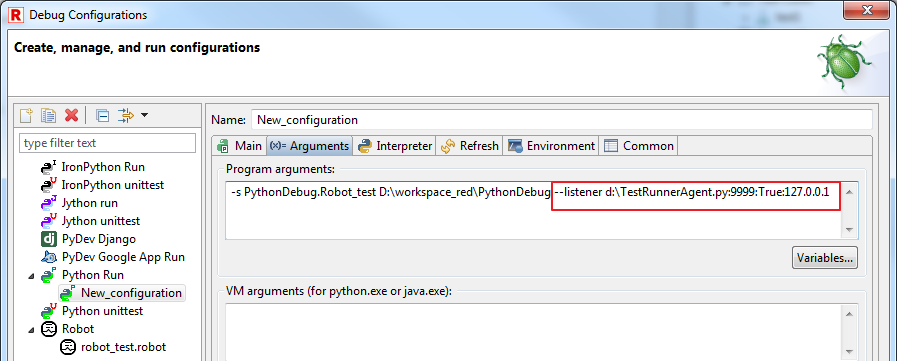 R Debug Configurations
Create, manage, and run configurations
Name: New_configuration
type filter text
Main (x)= Arguments Interpreter Refresh Environment Common
IronPython Run
IronPython unittest
Jython run
Jython unittest
dj PyDev Django
PyDev Google App Run
Python Run
New_configuration
Python unittest
Robot
robot_test.robot
Program arguments:
-s PythonDebug.Robot_test D:\workspace_red\PythonDebug --listener d:\TestRunnerAgent.py:9999:True:127.0.0.1
Variables...
VM arguments (for python.exe or java.exe):